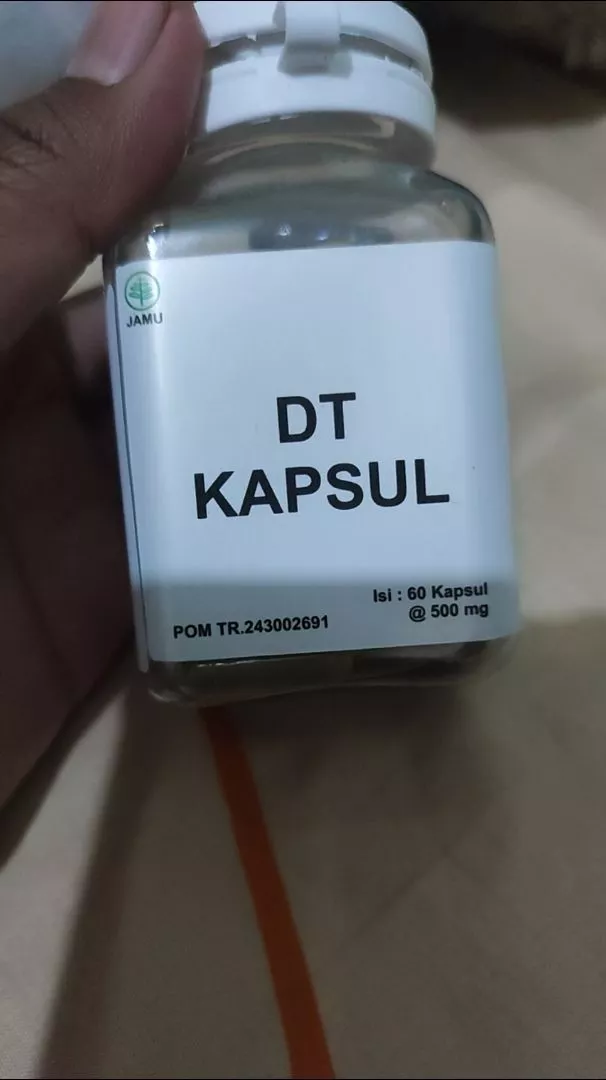 JAMU
DT
KAPSUL
Isi : 60 Kapsul
@ 500 mg
POM TR.243002691